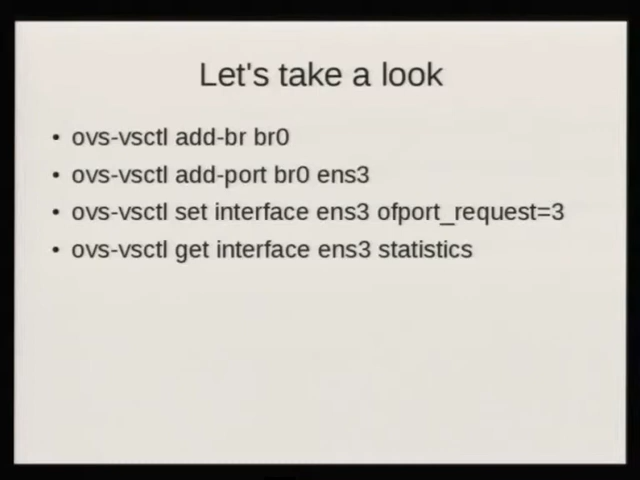 Let's take a look
• ovs-vsctl add-br br0
• ovs-vsctl add-port br0 ens3
• ovs-vsctl set interface ens3 ofport_request=3
• ovs-vsctl get interface ens3 statistics